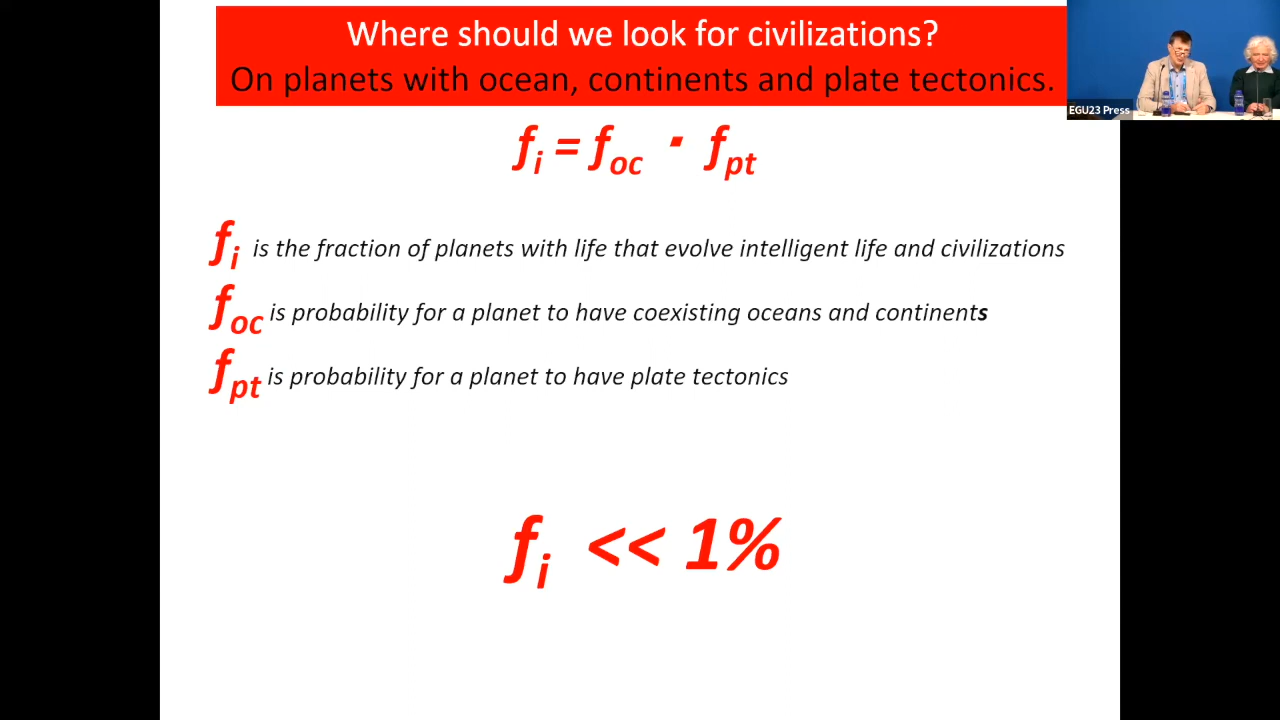 Where should we look for civilizations?
On planets with ocean, continents and plate tectonics.
EGU23 Press
fi = foc · fpt
fi is the fraction of planets with life that evolve intelligent life and civilizations
foc is probability for a planet to have coexisting oceans and continents
fpt is probability for a planet to have plate tectonics
fi << 1%